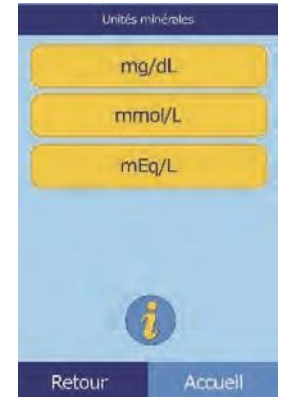 Unités minérales
mg/dL
mmol/L
mEq/L
i
Retour Accueil